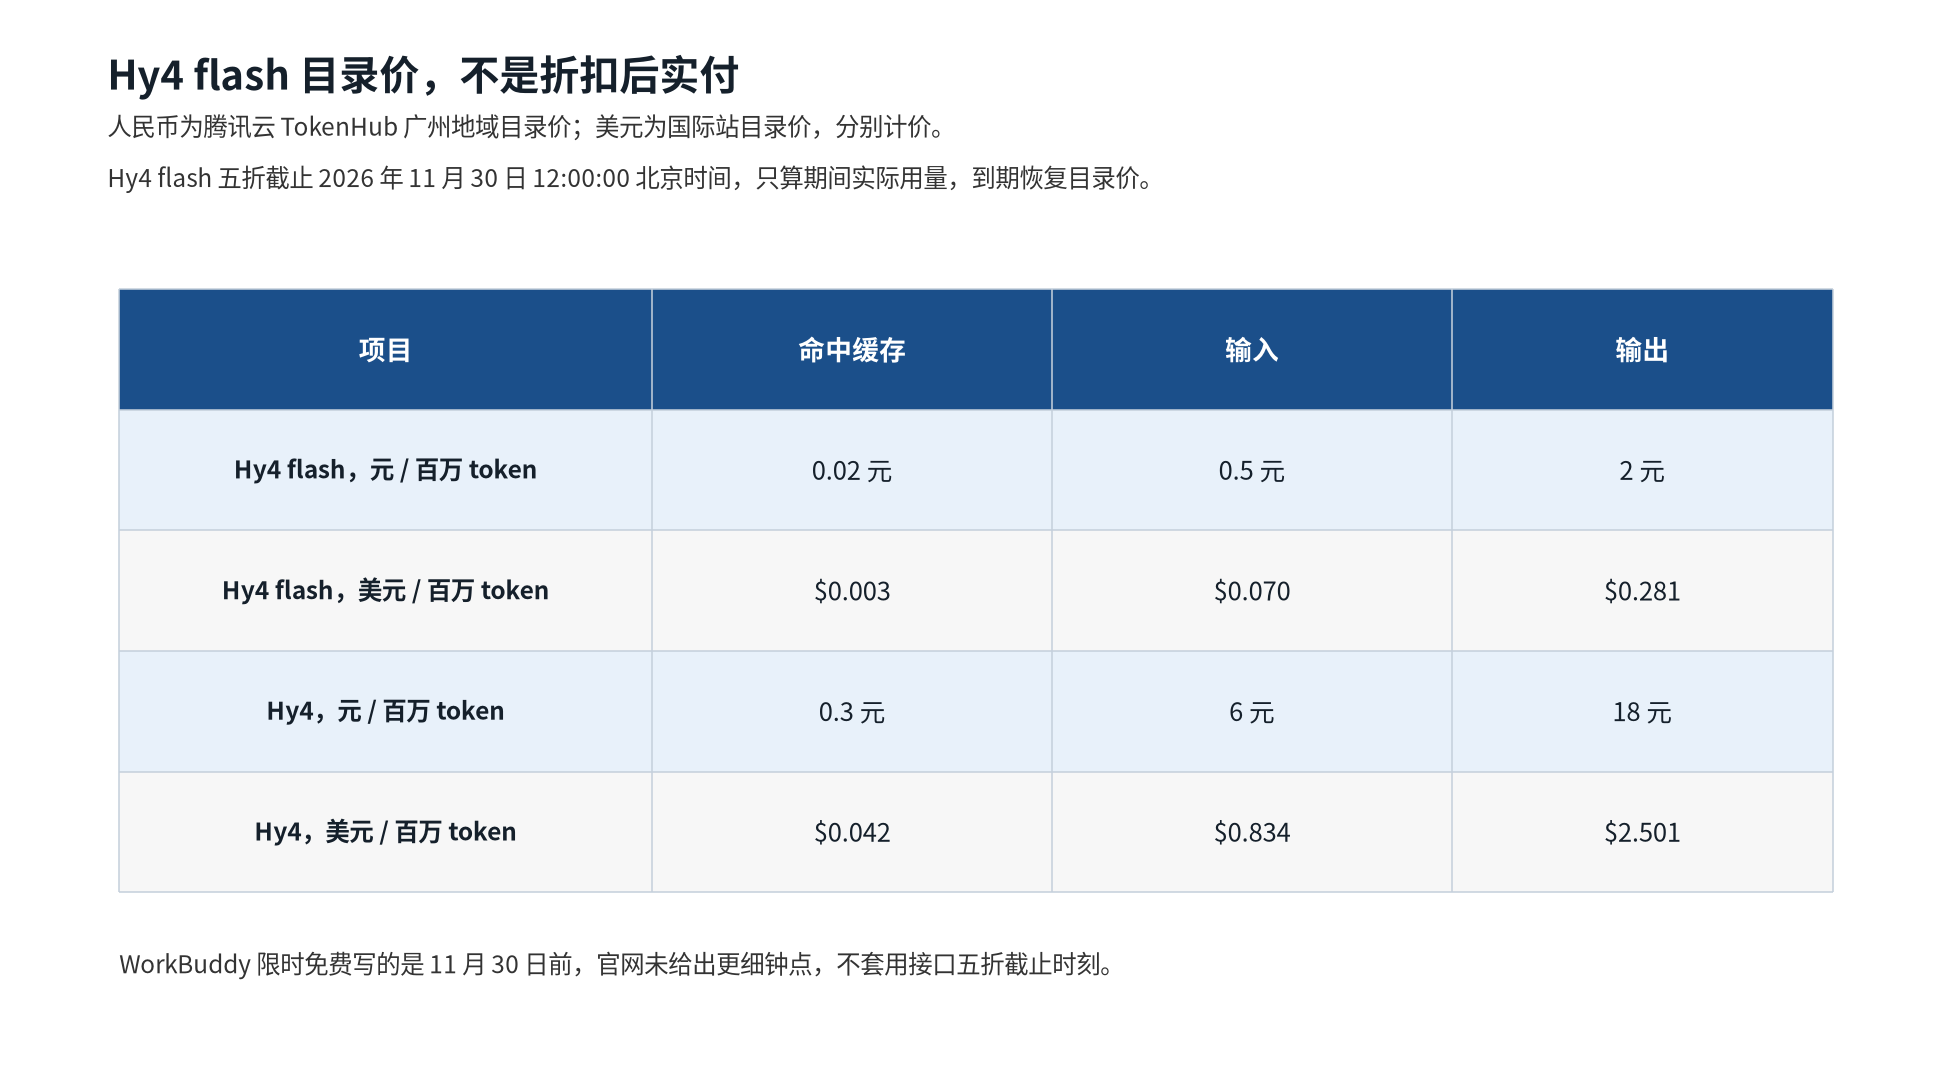 Hy4 flash 目录价，不是折扣后实付
人民币为腾讯云 TokenHub 广州地域目录价；美元为国际站目录价，分别计价。
Hy4 flash 五折截止 2026 年 11 月 30 日 12:00:00 北京时间，只算期间实际用量，到期恢复目录价。
项目 命中缓存 输入 输出
Hy4 flash，元 / 百万 token 0.02 元 0.5 元 2 元
Hy4 flash，美元 / 百万 token $0.003 $0.070 $0.281
Hy4，元 / 百万 token 0.3 元 6 元 18 元
Hy4，美元 / 百万 token $0.042 $0.834 $2.501
WorkBuddy 限时免费写的是 11 月 30 日前，官网未给出更细钟点，不套用接口五折截止时刻。